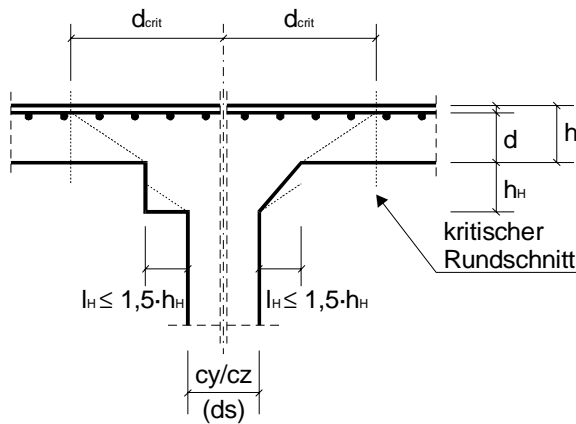 dcrit dcrit
h
d
hH
kritischer
Rundschnitt
lH ≤ 1,5·hH lH ≤ 1,5·hH
cy/cz
(ds)